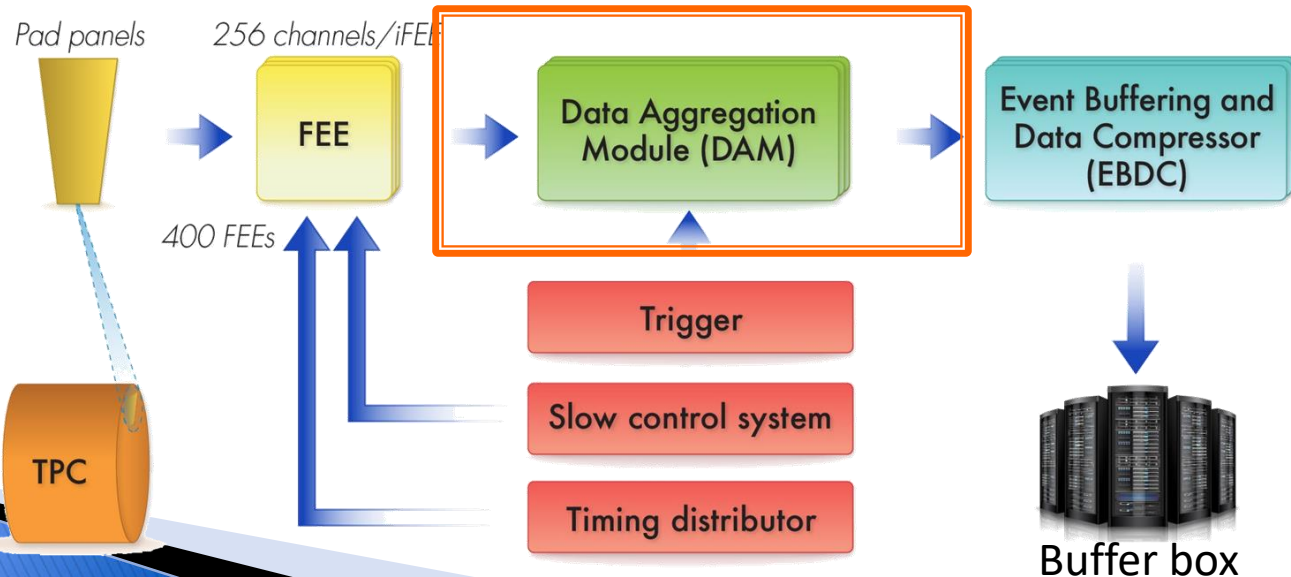 Pad panels
256 channels/iFEE
FEE
400 FEEs
Data Aggregation
Module (DAM)
Event Buffering and
Data Compressor
(EBDC)
Trigger
Slow control system
Timing distributor
TPC
Buffer box